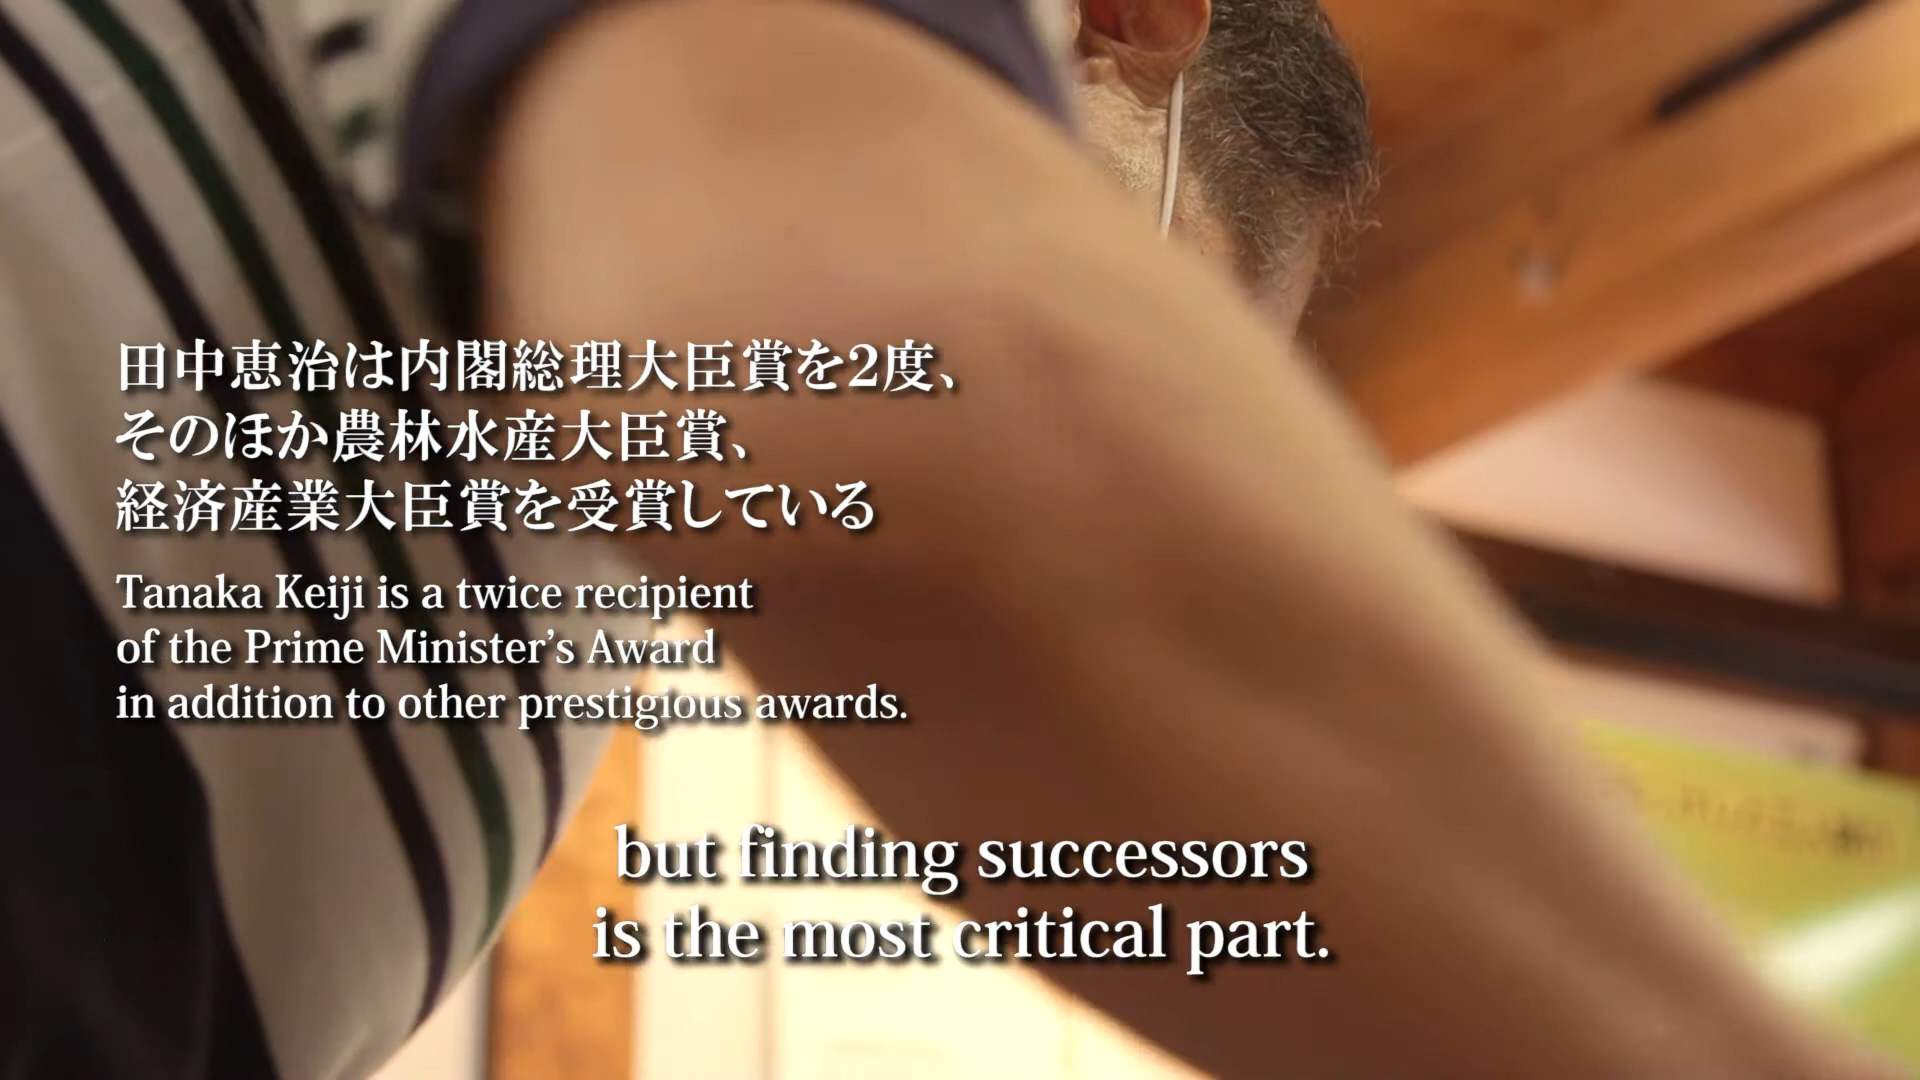 田中恵治は内閣総理大臣賞を2度、
そのほか農林水産大臣賞、
経済産業大臣賞を受賞している
Tanaka Keiji is a twice recipient
of the Prime Minister’s Award
in addition to other prestigious awards.
but finding successors
is the most critical part.